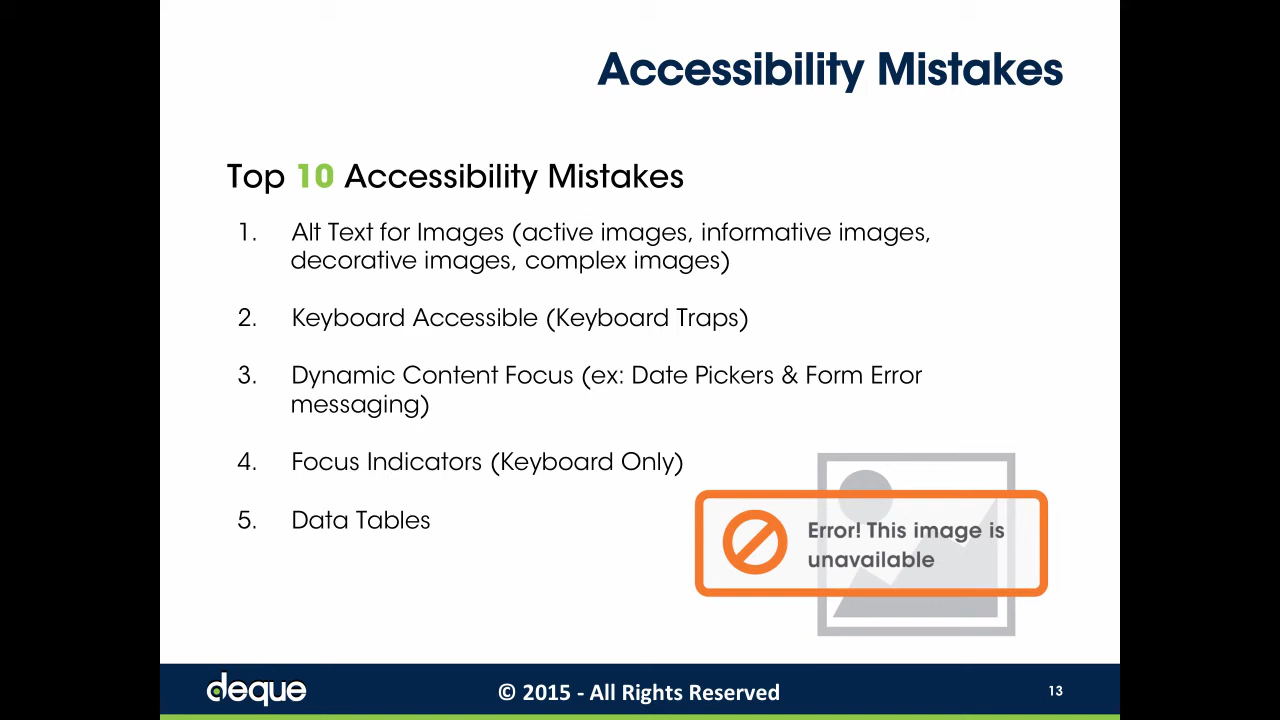 Accessibility Mistakes
Top 10 Accessibility Mistakes
1. Alt Text for Images (active images, informative images,
decorative images, complex images)
2. Keyboard Accessible (Keyboard Traps)
3. Dynamic Content Focus (ex: Date Pickers & Form Error
messaging)
4. Focus Indicators (Keyboard Only)
5. Data Tables
Error! This image is
unavailable
deque
© 2015 - All Rights Reserved
13